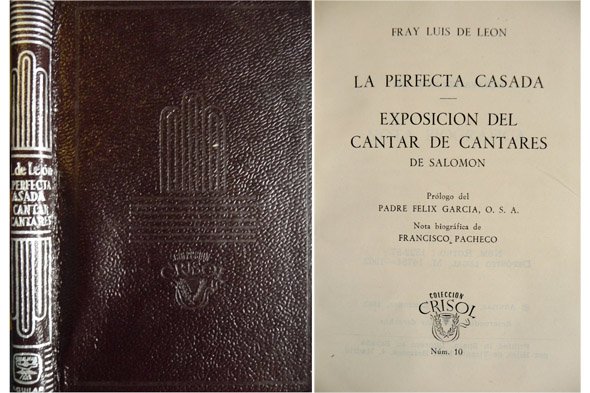 L. de León
PERFECTA
CASADA
CANTAR
CANTARES
AGUILAR
COLECCION
CRISOL
FRAY LUIS DE LEON
LA PERFECTA CASADA
EXPOSICION DEL
CANTAR DE CANTARES
DE SALOMON
Prólogo del
PADRE FELIX GARCIA, O. S. A.
Nota biográfica de
FRANCISCO PACHECO
COLECCION
CRISOL
Núm. 10